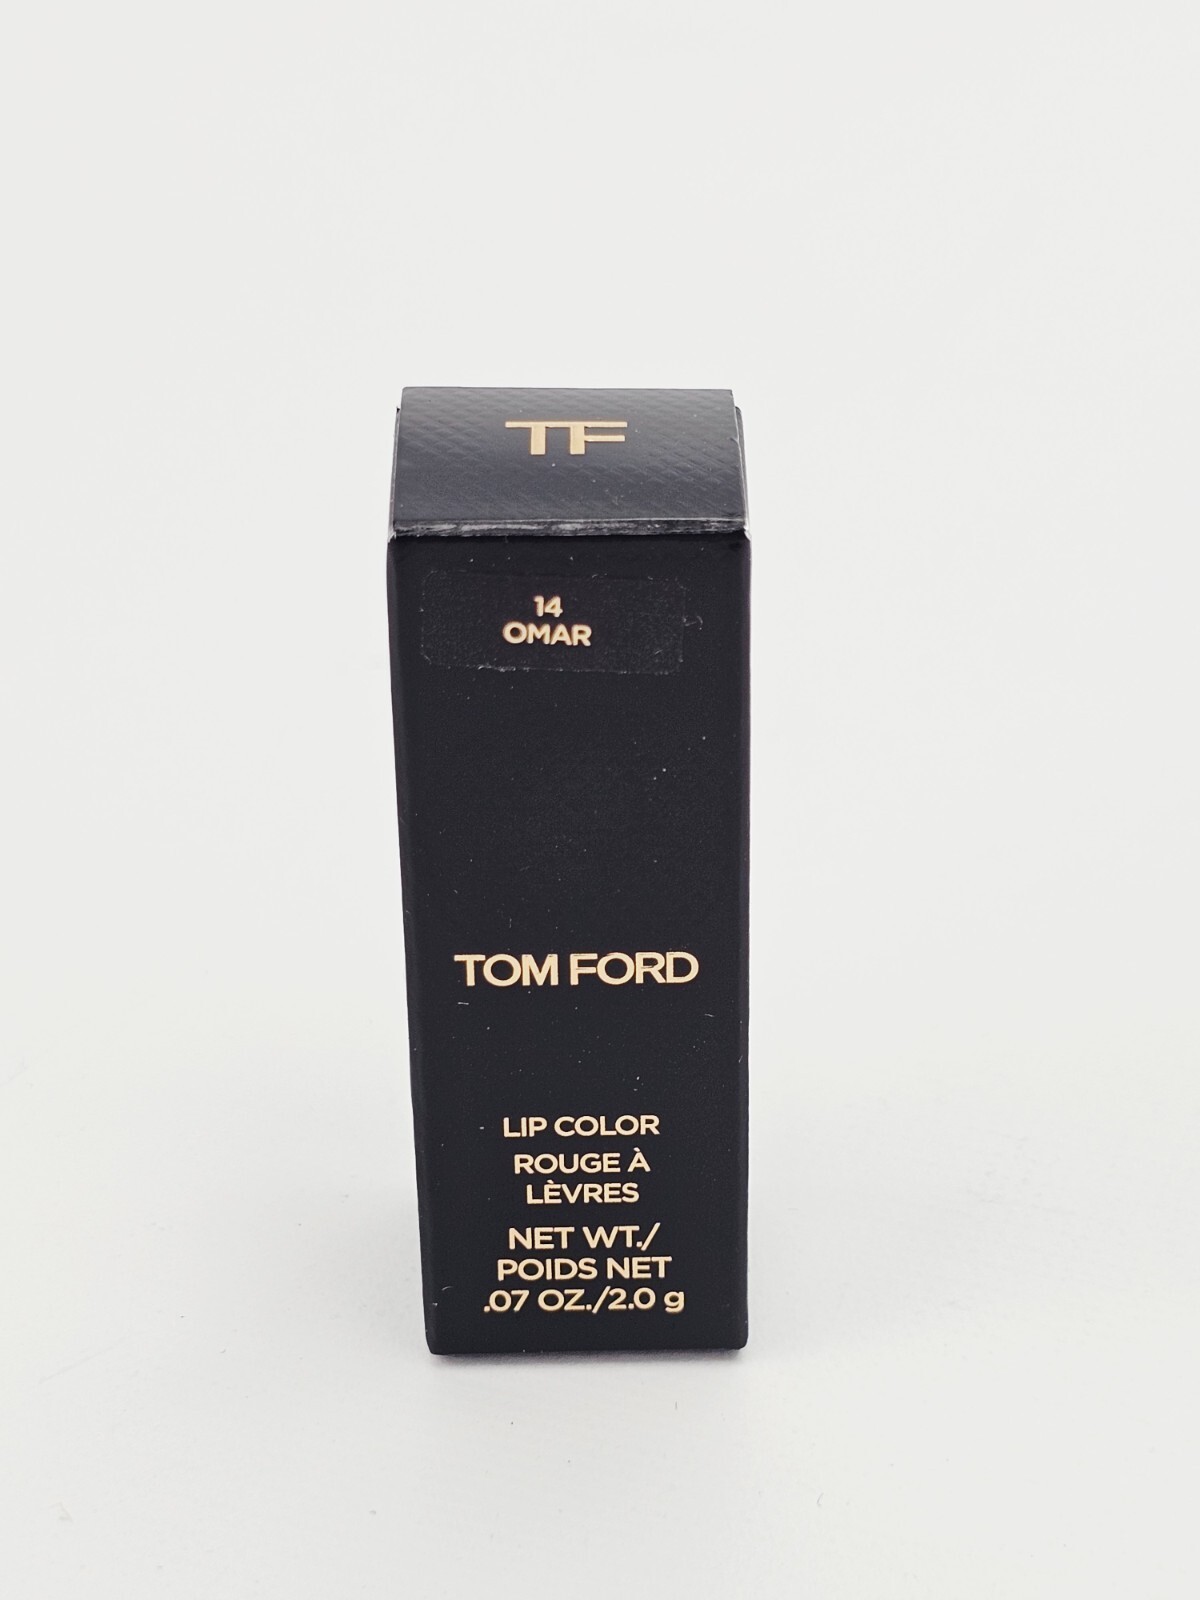 TF
14
OMAR
TOM FORD
LIP COLOR
ROUGE À
LÈVRES
NET WT./
POIDS NET
.07 OZ./2.0 g